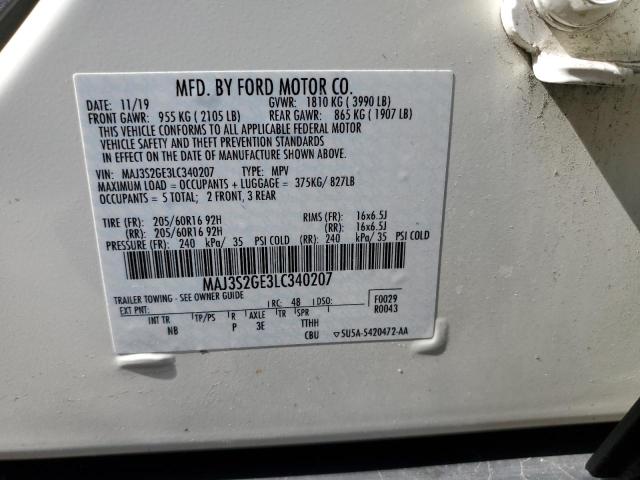 MFD. BY FORD MOTOR CO.
DATE: 11/19 GVWR: 1810 KG ( 3990 LB)
FRONT GAWR: 955 KG ( 2105 LB) REAR GAWR: 865 KG ( 1907 LB)
THIS VEHICLE CONFORMS TO ALL APPLICABLE FEDERAL MOTOR
VEHICLE SAFETY AND THEFT PREVENTION STANDARDS
IN EFFECT ON THE DATE OF MANUFACTURE SHOWN ABOVE.
VIN: MAJ3S2GE3LC340207 TYPE: MPV
MAXIMUM LOAD = OCCUPANTS + LUGGAGE = 375KG/ 827LB
OCCUPANTS = 5 TOTAL; 2 FRONT, 3 REAR
TIRE (FR): 205/60R16 92H RIMS (FR): 16x6.5J
(RR): 205/60R16 92H (RR): 16x6.5J
PRESSURE (FR): 240 kPa/ 35 PSI COLD (RR): 240 kPa/ 35 PSI COLD
MAJ3S2GE3LC340207
TRAILER TOWING - SEE OWNER GUIDE
EXT PNT: RC: 48 DSO: F0029
INT TR TP/PS R AXLE TR SPR R0043
NB P 3E TTHH
CBU ▽5U5A-5420472-AA